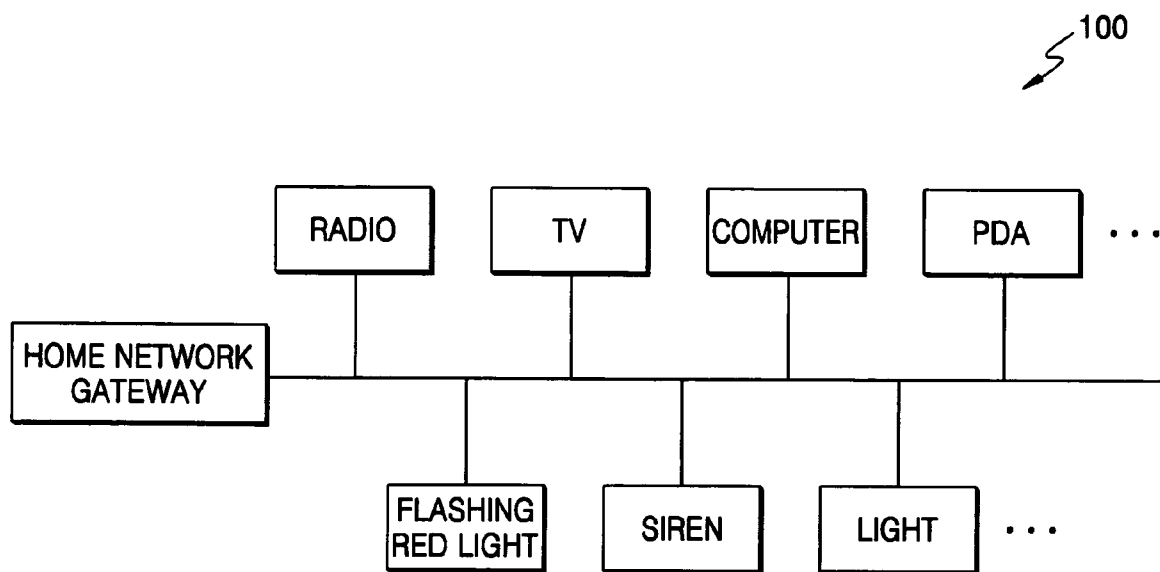 100
RADIO
TV
COMPUTER
PDA
...
HOME NETWORK
GATEWAY
FLASHING
RED LIGHT
SIREN
LIGHT
...